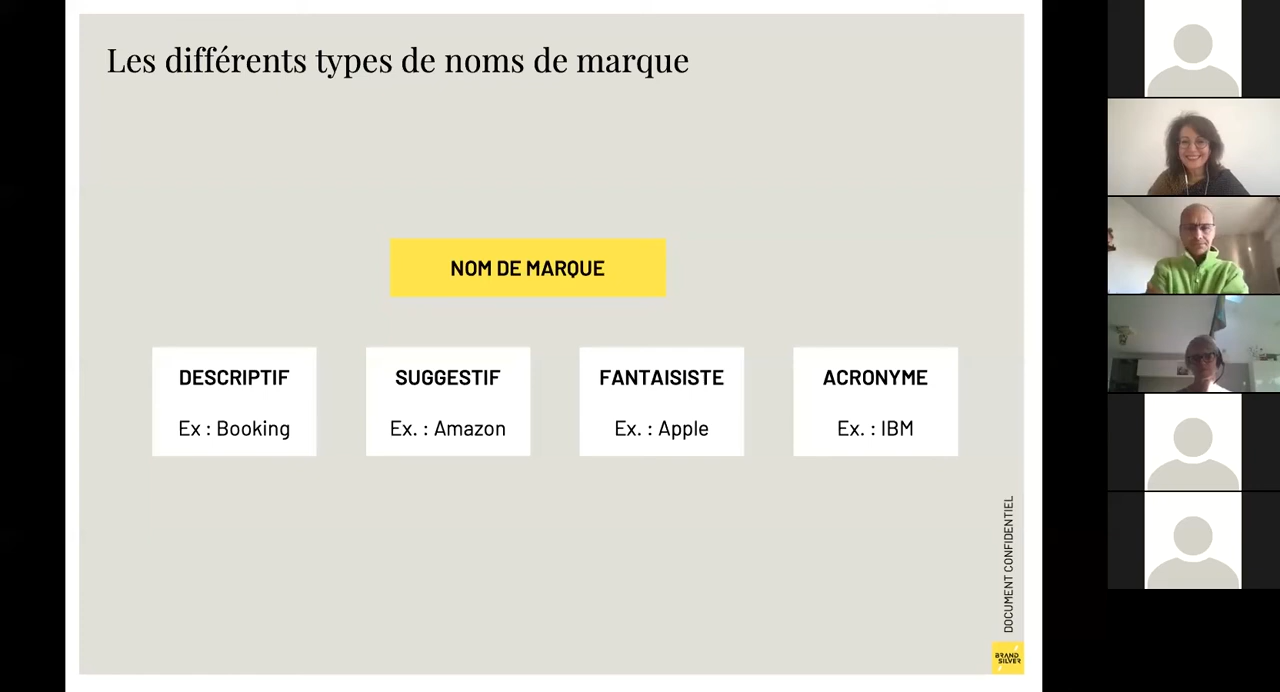 Les différents types de noms de marque
NOM DE MARQUE
DESCRIPTIF
Ex : Booking
SUGGESTIF
Ex. : Amazon
FANTAISISTE
Ex. : Apple
ACRONYME
Ex. : IBM
DOCUMENT CONFIDENTIEL
BRAND
SILVER